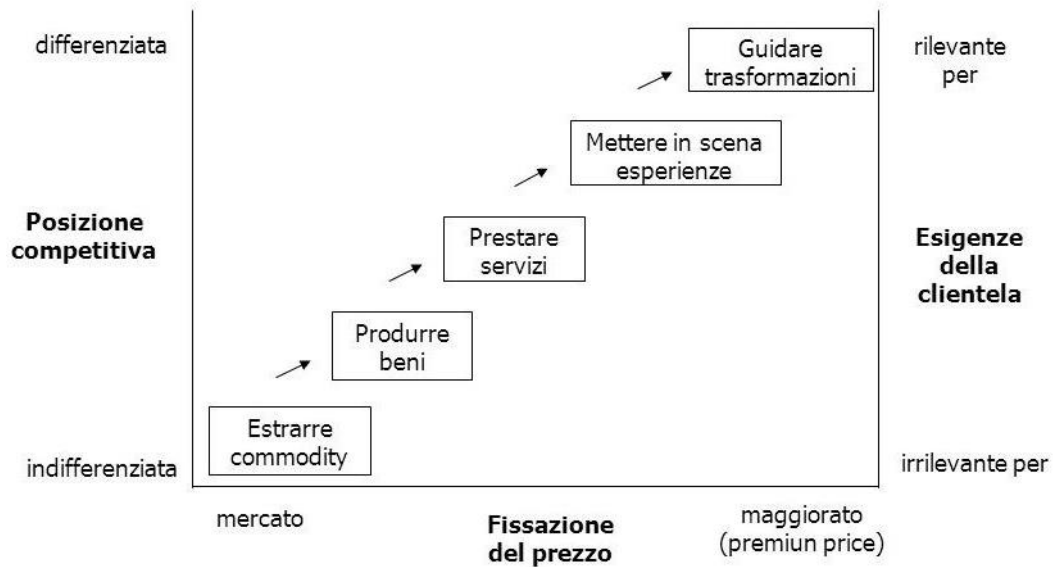 differenziata
Guidare
trasformazioni
rilevante
per
Mettere in scena
esperienze
Posizione
competitiva
Prestare
servizi
Esigenze
della
clientela
Produrre
beni
Estrarre
commodity
indifferenziata
irrilevante per
mercato
Fissazione
del prezzo
maggiorato
(premiun price)